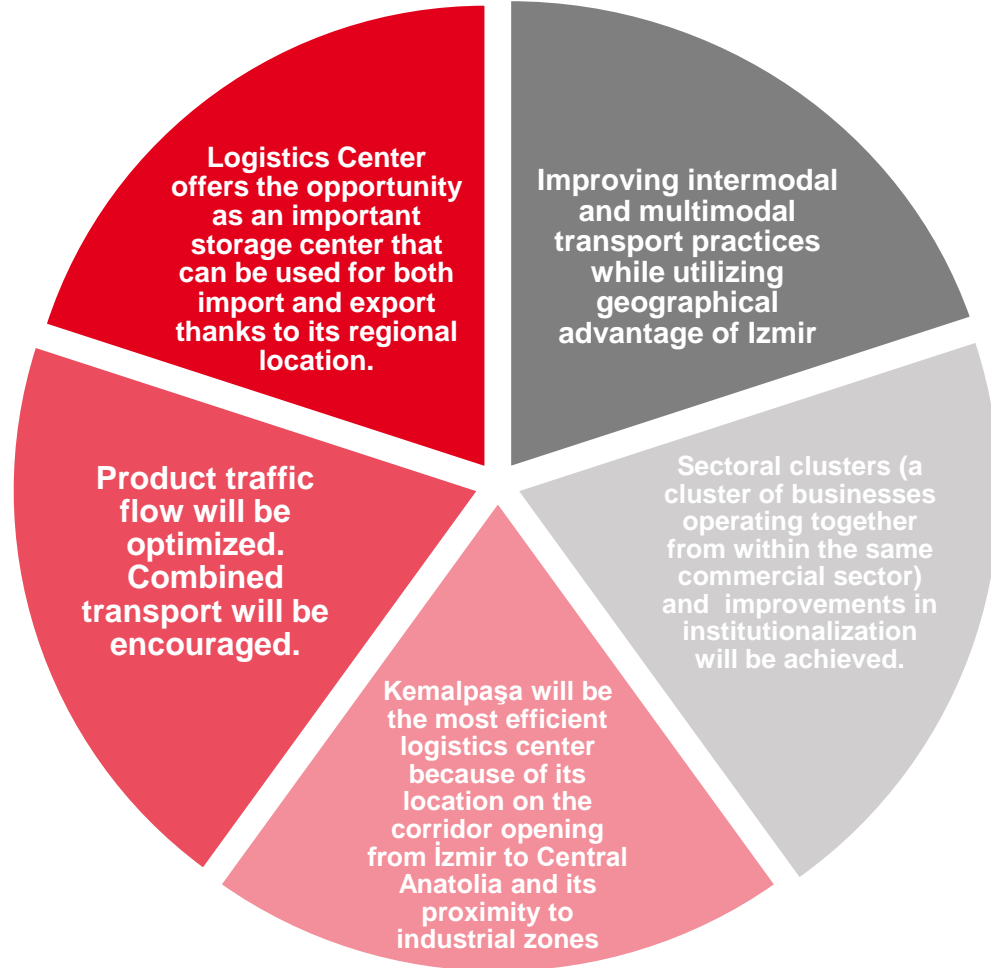 Logistics Center
offers the opportunity
as an important
storage center that
can be used for both
import and export
thanks to its regional
location.
Improving intermodal
and multimodal
transport practices
while utilizing
geographical
advantage of Izmir
Product traffic
flow will be
optimized.
Combined
transport will be
encouraged.
Sectoral clusters (a
cluster of businesses
operating together
from within the same
commercial sector)
and  improvements in
institutionalization
will be achieved.
Kemalpaşa will be
the most efficient
logistics center
because of its
location on the
corridor opening
from İzmir to Central
Anatolia and its
proximity to
industrial zones